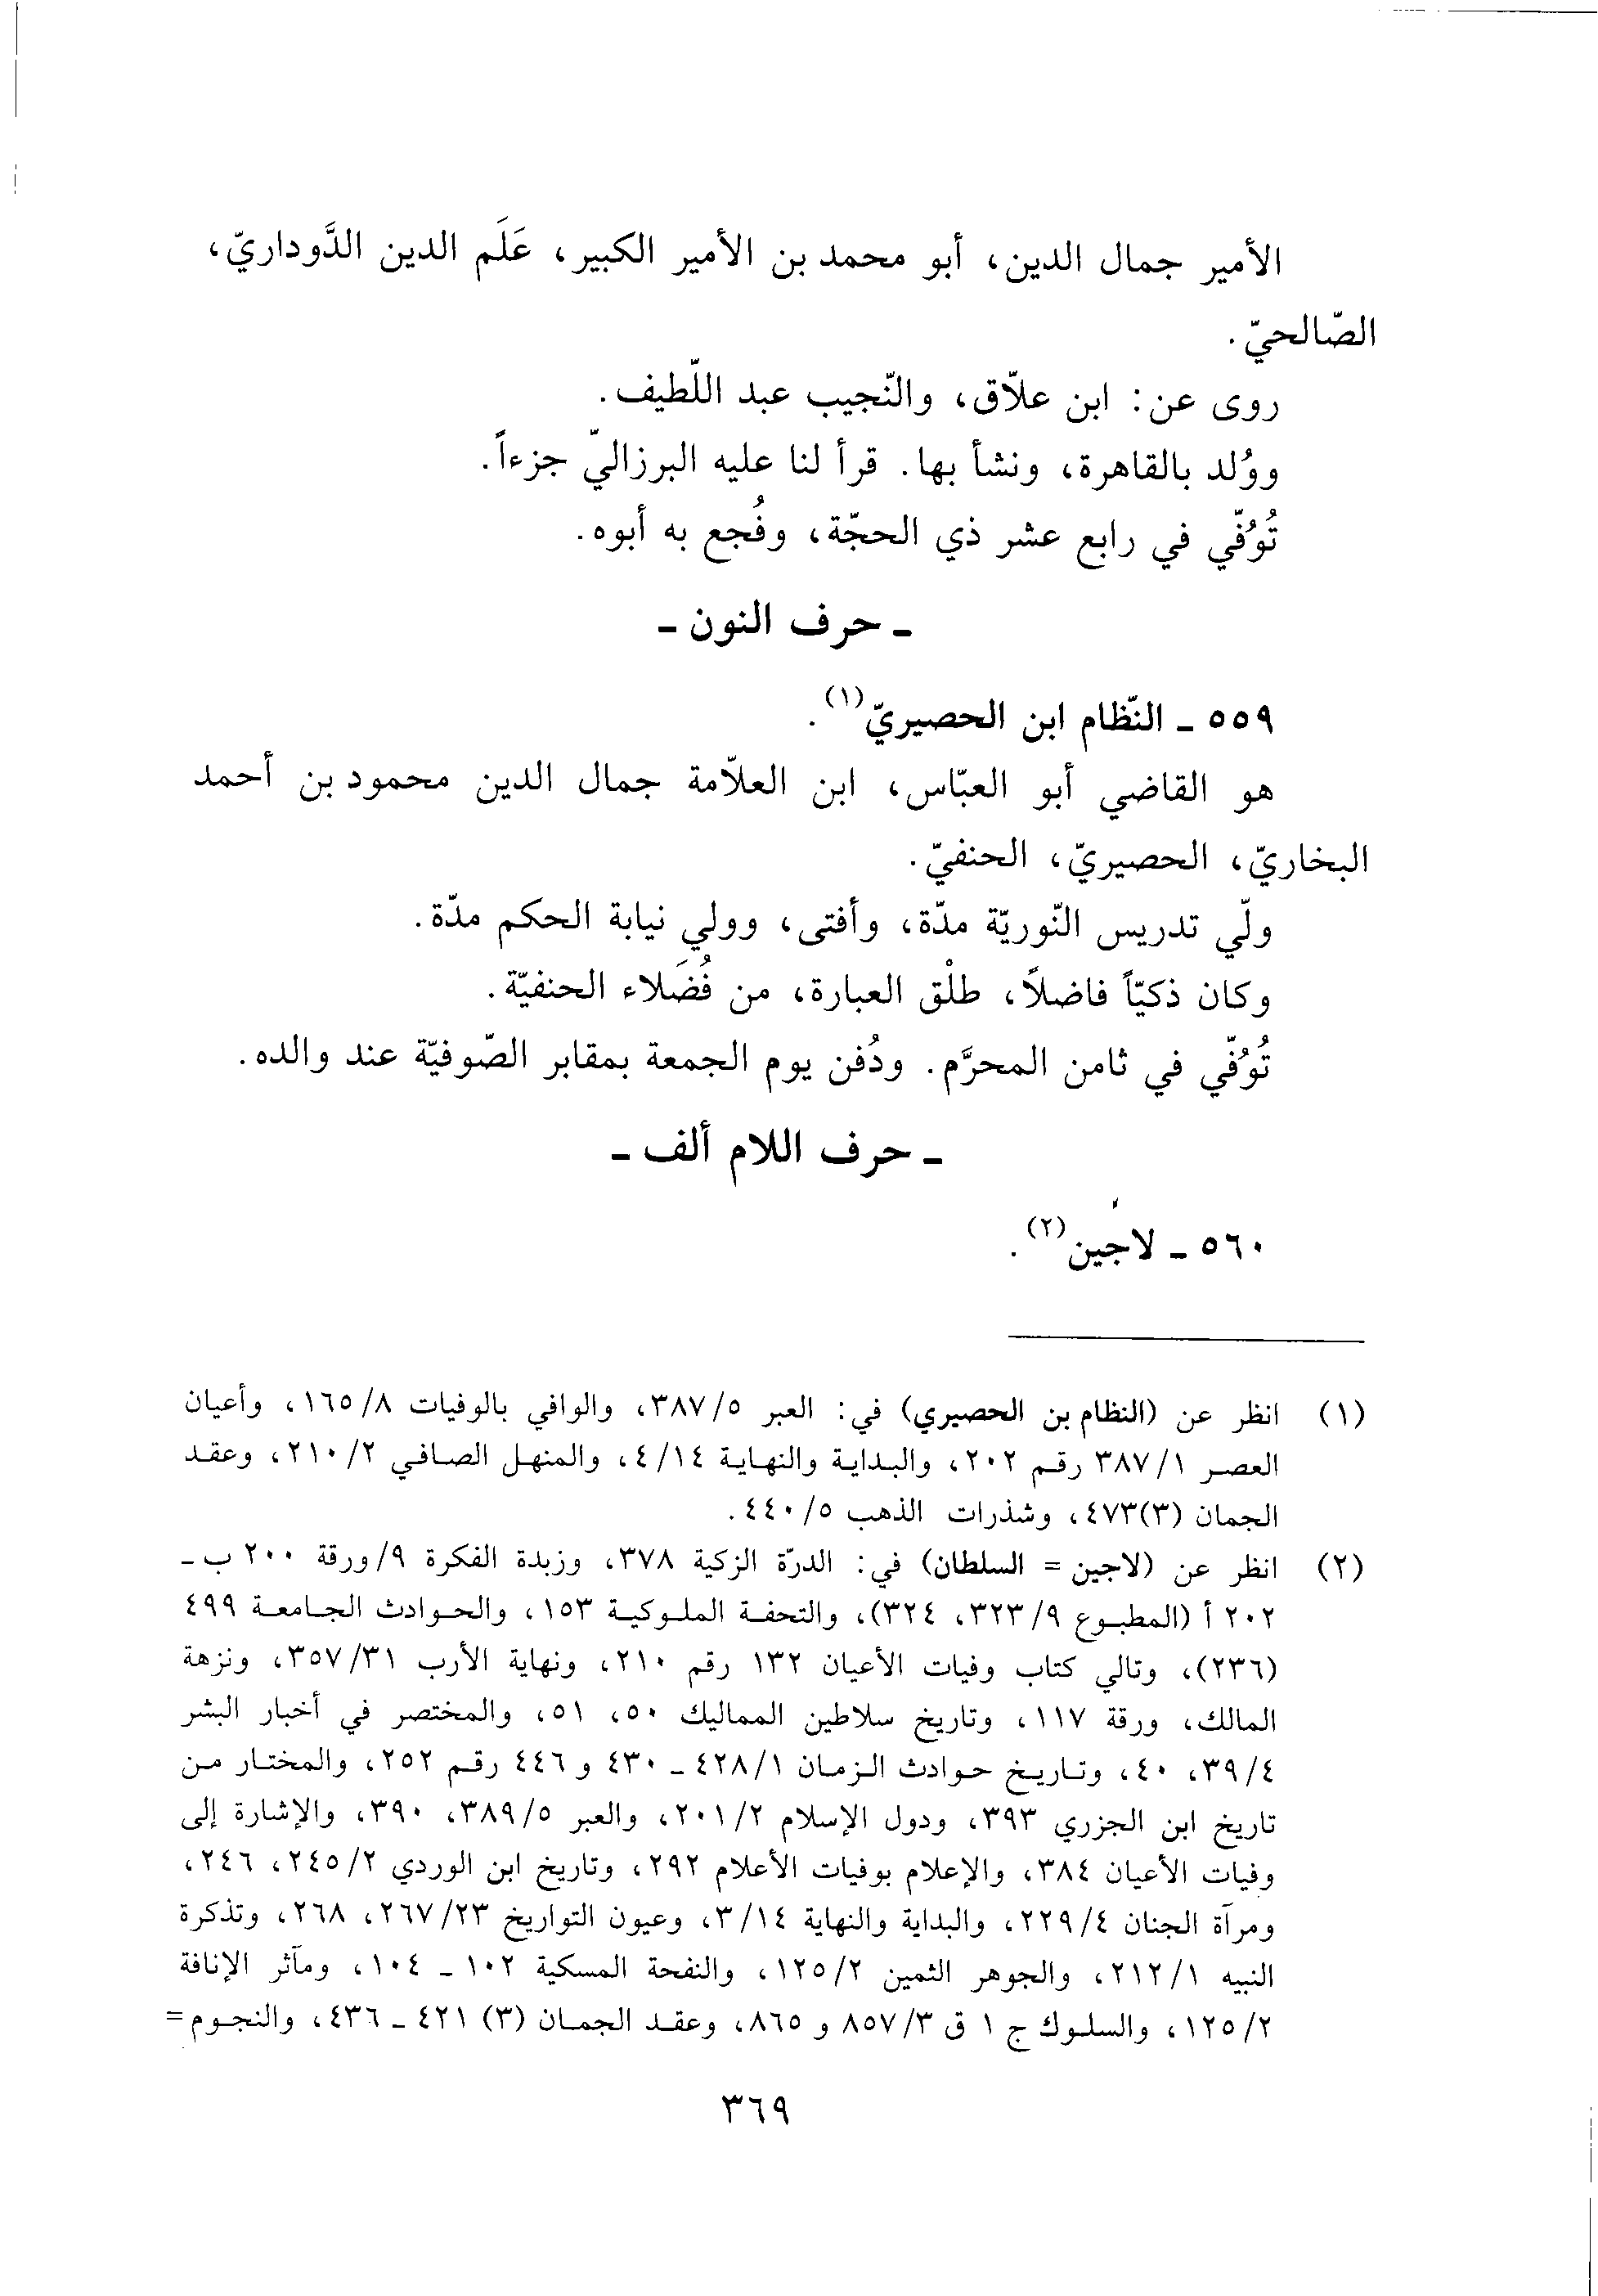 الأمير جمال الدين، أبو محمد بن الأمير الكبير، عَلَم الدين الدَّوداريّ،
الصّالحيّ.
روى عن: ابن علاّق، والنّجيب عبد اللّطيف.
ووُلد بالقاهرة، ونشأ بها. قرأ لنا عليه البرزاليّ جزءاً.
تُوُفّي في رابع عشر ذي الحجّة، وفُجع به أبوه.
ـ حرف النون ـ
٥٥٩ ـ النّظام ابن الحصيريّ(١).
هو القاضي أبو العبّاس، ابن العلاّمة جمال الدين محمود بن أحمد
البخاريّ، الحصيريّ، الحنفيّ.
ولّي تدريس النّوريّة مدّة، وأفتى، وولي نيابة الحكم مدّة.
وكان ذكيّاً فاضلاً، طلْق العبارة، من فُضَلاء الحنفيّة.
تُوُفّي في ثامن المحرَّم. ودُفن يوم الجمعة بمقابر الصّوفيّة عند والده.
ـ حرف اللام ألف ـ
٥٦٠ ـ لاجين(٢).
(١) انظر عن (النظام بن الحصيري) في: العبر ٣٨٧/٥، والوافي بالوفيات ١٦٥/٨، وأعيان
العصر ٣٨٧/١ رقم ٢٠٢، والبداية والنهاية ٤/١٤، والمنهل الصافي ٢١٠/٢، وعقد
الجمان (٣)٤٧٣، وشذرات الذهب ٤٤٠/٥.
(٢) انظر عن (لاجين = السلطان) في: الدرّة الزكية ٣٧٨، وزبدة الفكرة ٩/ورقة ٢٠٠ ب ـ
٢٠٢ أ (المطبوع ٣٢٣/٩، ٣٢٤)، والتحفة الملوكية ١٥٣، والحوادث الجامعة ٤٩٩
(٢٣٦)، وتالي كتاب وفيات الأعيان ١٣٢ رقم ٢١٠، ونهاية الأرب ٣٥٧/٣١، ونزهة
المالك، ورقة ١١٧، وتاريخ سلاطين المماليك ٥٠، ٥١، والمختصر في أخبار البشر
٣٩/٤، ٤٠، وتاريخ حوادث الزمان ٤٢٨/١ ـ ٤٣٠ و ٤٤٦ رقم ٢٥٢، والمختار من
تاريخ ابن الجزري ٣٩٣، ودول الإسلام ٢٠١/٢، والعبر ٣٨٩/٥، ٣٩٠، والإشارة إلى
وفيات الأعيان ٣٨٤، والإعلام بوفيات الأعلام ٢٩٢، وتاريخ ابن الوردي ٢٤٥/٢، ٢٤٦،
ومرآة الجنان ٢٢٩/٤، والبداية والنهاية ٣/١٤، وعيون التواريخ ٢٦٧/٢٣، ٢٦٨، وتذكرة
النبيه ٢١٢/١، والجوهر الثمين ١٢٥/٢، والنفحة المسكية ١٠٢ ـ ١٠٤، ومآثر الإنافة
١٢٥/٢، والسلوك ج ١ ق ٨٥٧/٣ و ٨٦٥، وعقد الجمان (٣) ٤٢١ ـ ٤٣٦، والنجوم=
٣٦٩